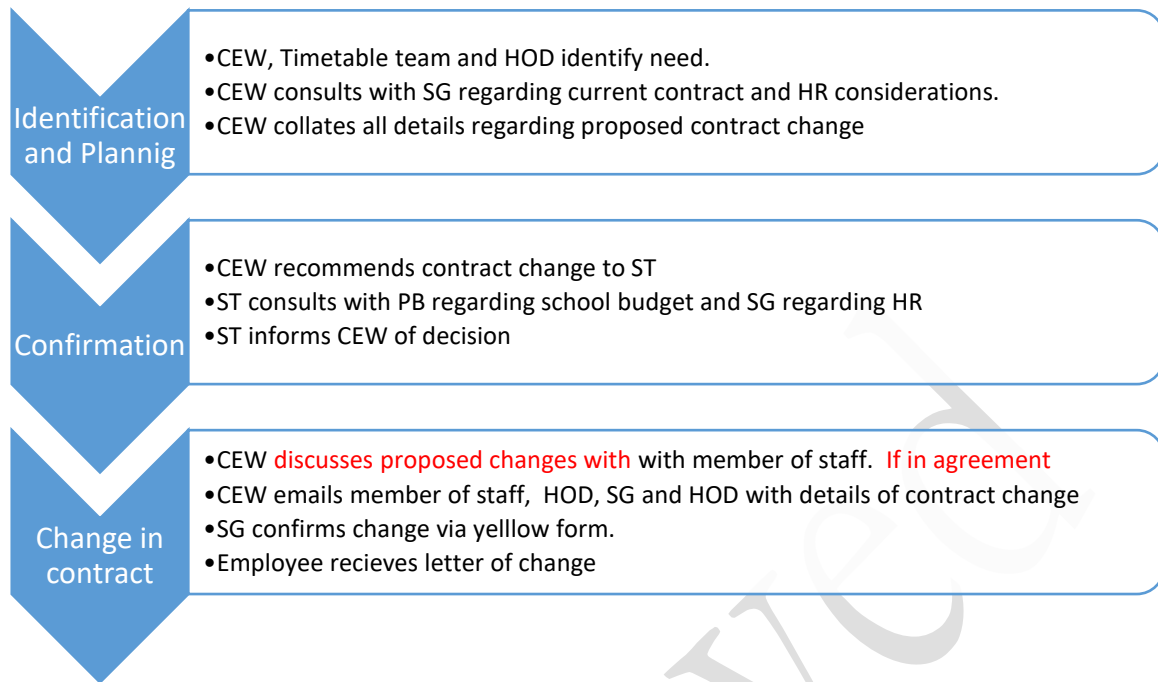 Identification
and Plannig
•CEW, Timetable team and HOD identify need.
•CEW consults with SG regarding current contract and HR considerations.
•CEW collates all details regarding proposed contract change
Confirmation
•CEW recommends contract change to ST
•ST consults with PB regarding school budget and SG regarding HR
•ST informs CEW of decision
Change in
contract
•CEW discusses proposed changes with with member of staff.  If in agreement
•CEW emails member of staff,  HOD, SG and HOD with details of contract change
•SG confirms change via yelllow form.
•Employee recieves letter of change